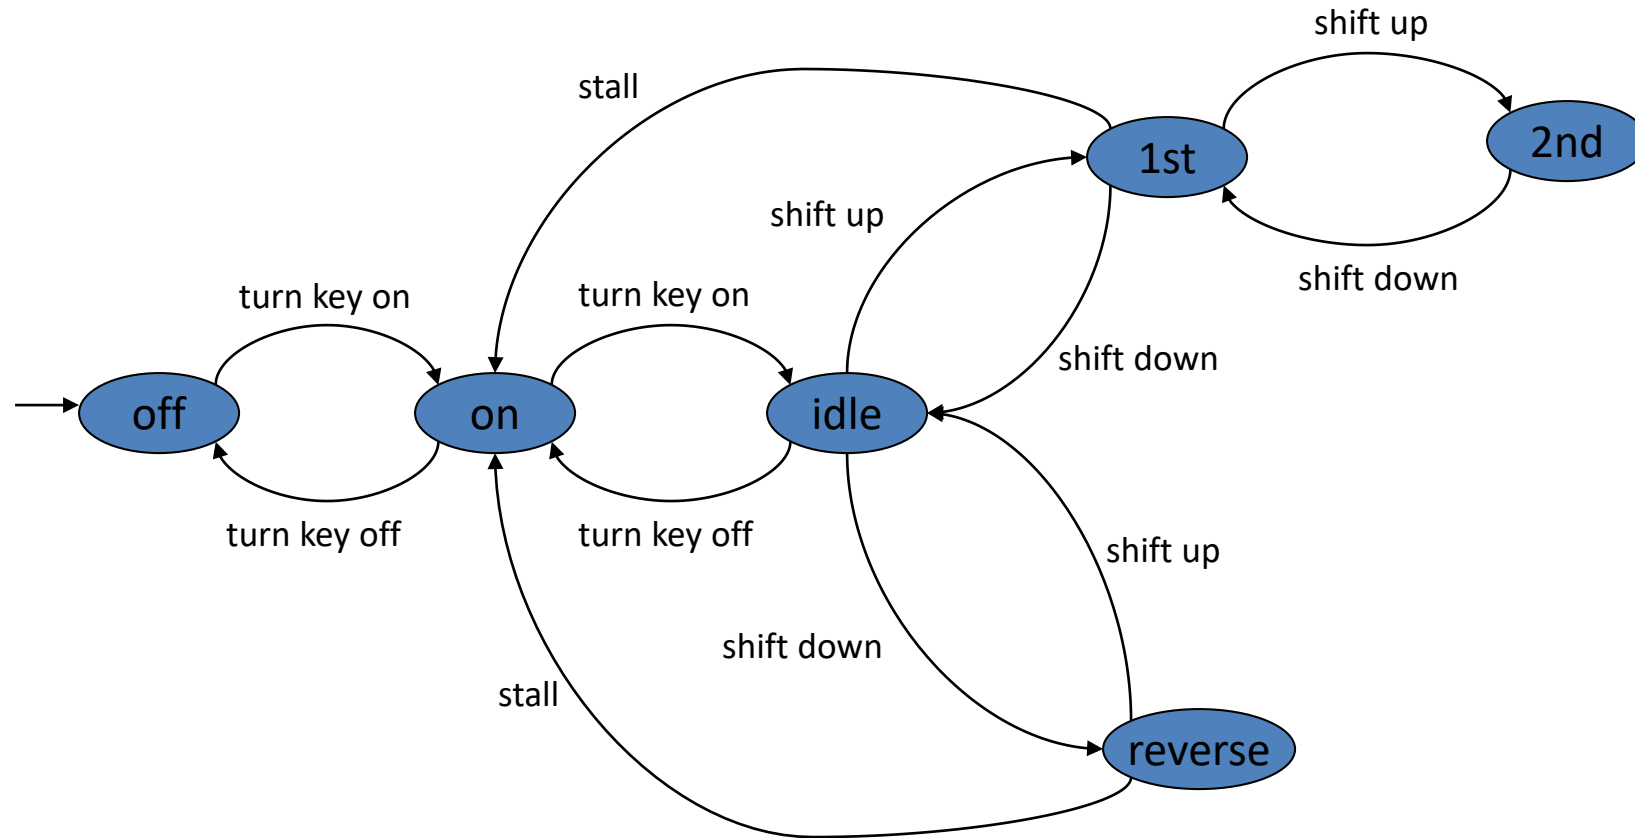 shift up
stall
2nd
1st
shift up
shift down
turn key on
turn key on
shift down
off
on
idle
turn key off
turn key off
shift up
shift down
stall
reverse